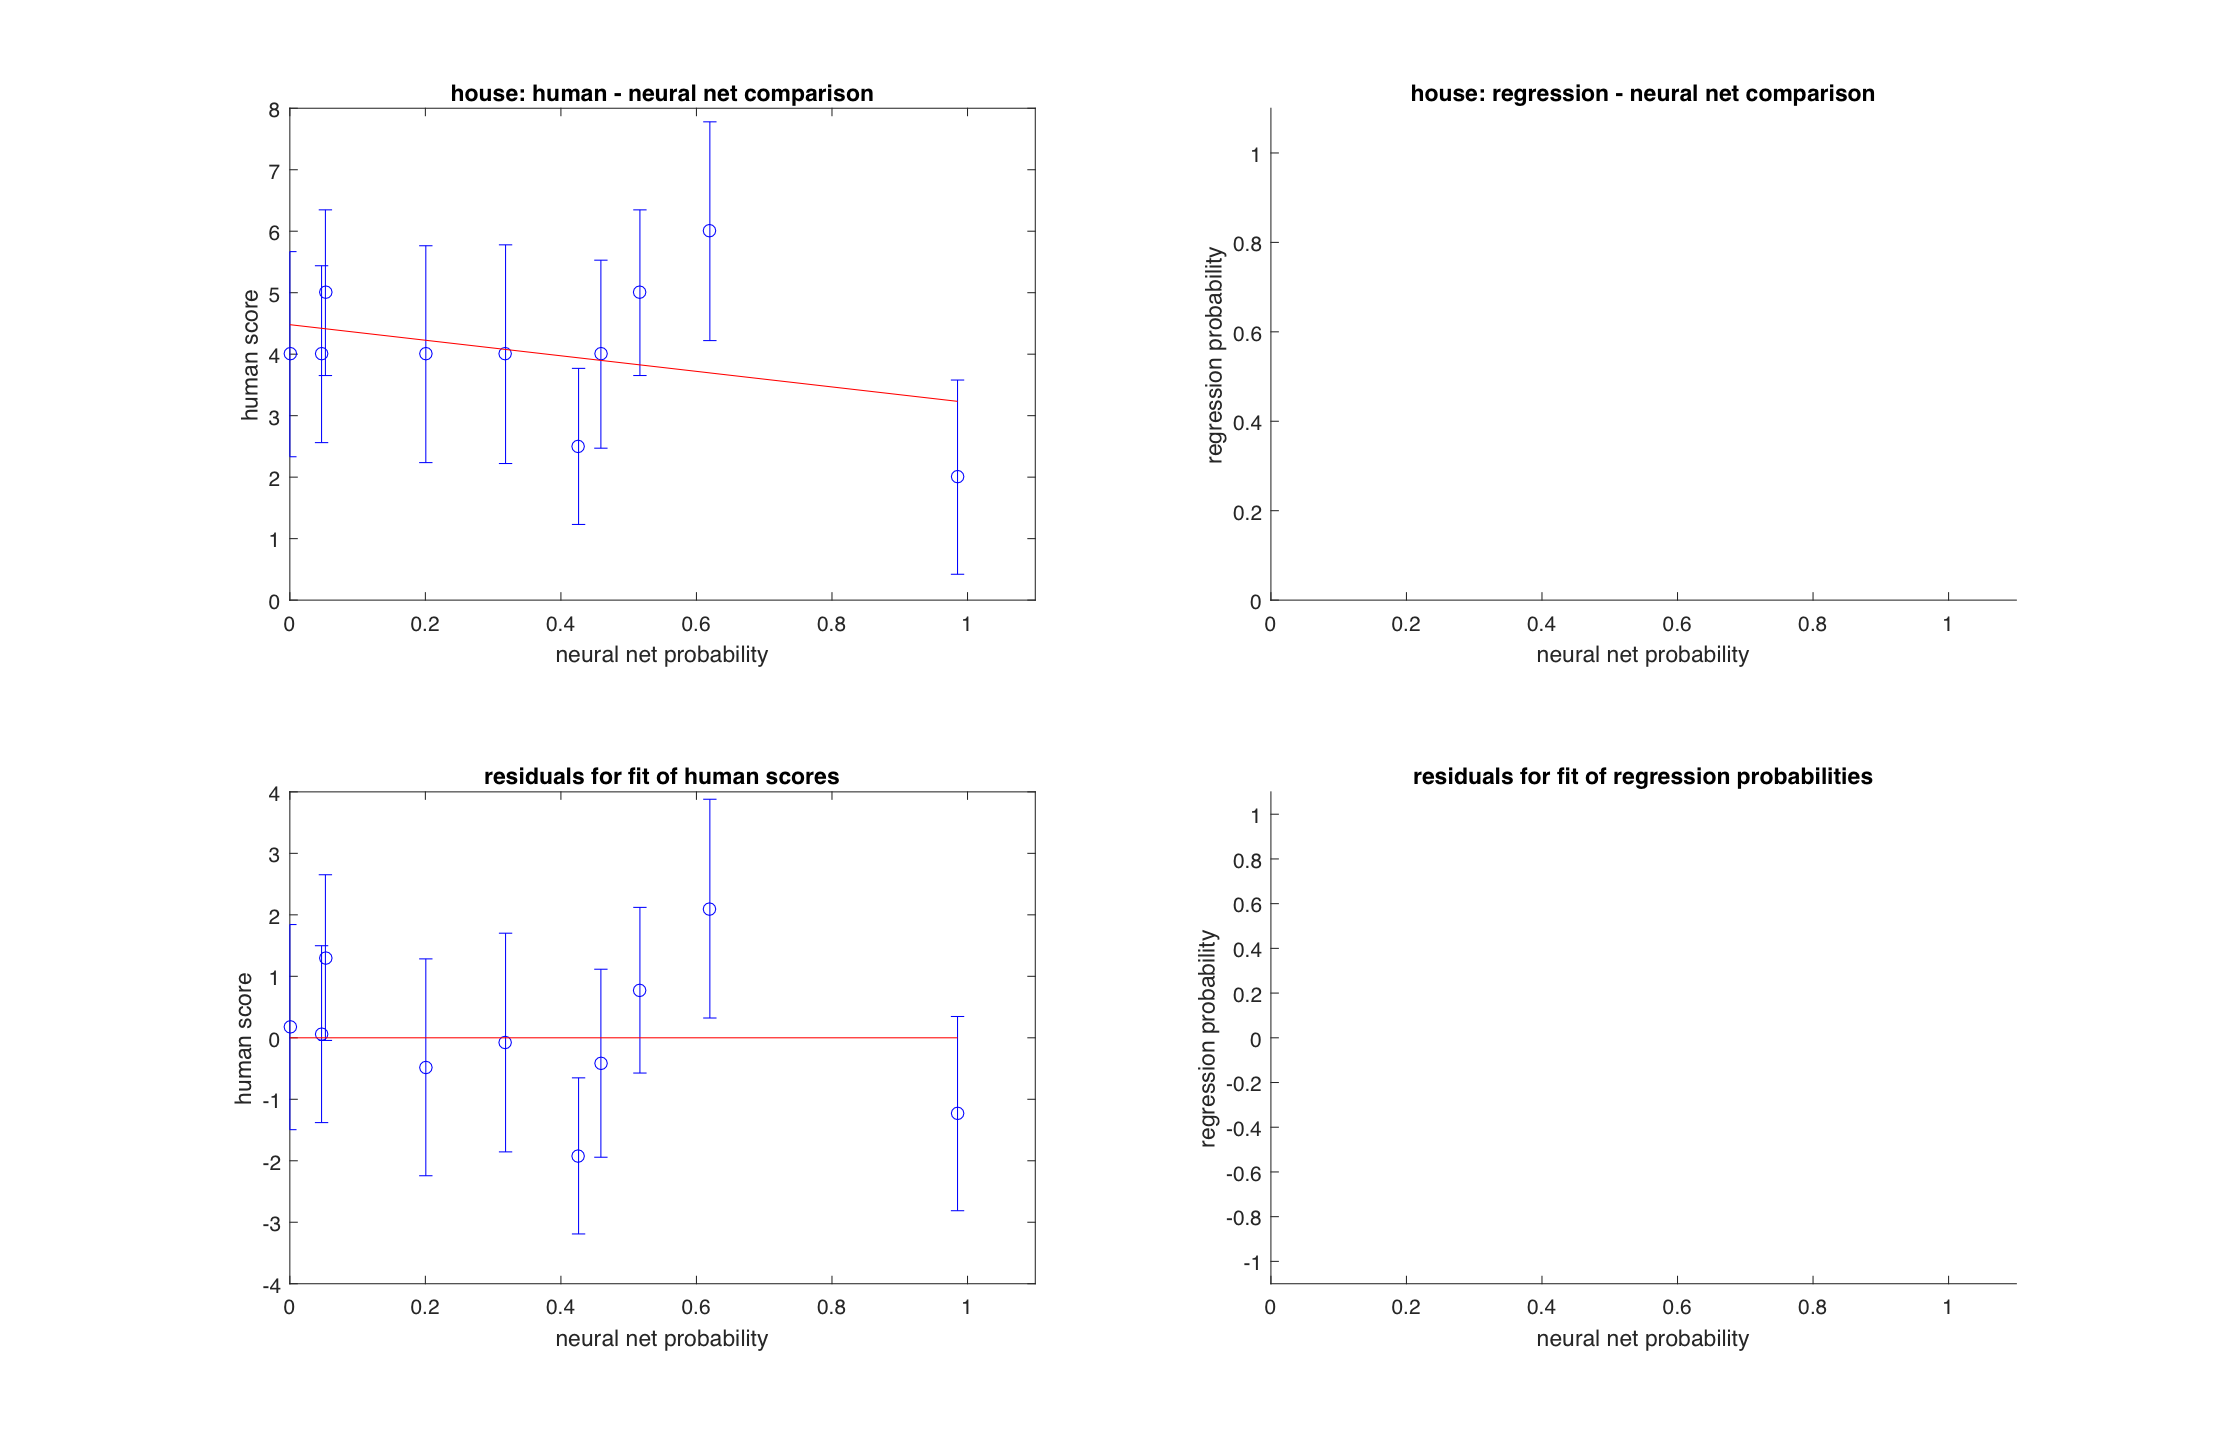 house: human - neural net comparison
8
7
6
5
4
3
2
1
0
human score
0 0.2 0.4 0.6 0.8 1
neural net probability
house: regression - neural net comparison
1
0.8
0.6
0.4
0.2
0
regression probability
0 0.2 0.4 0.6 0.8 1
neural net probability
residuals for fit of human scores
4
3
2
1
0
-1
-2
-3
-4
human score
0 0.2 0.4 0.6 0.8 1
neural net probability
residuals for fit of regression probabilities
1
0.8
0.6
0.4
0.2
0
-0.2
-0.4
-0.6
-0.8
-1
regression probability
0 0.2 0.4 0.6 0.8 1
neural net probability